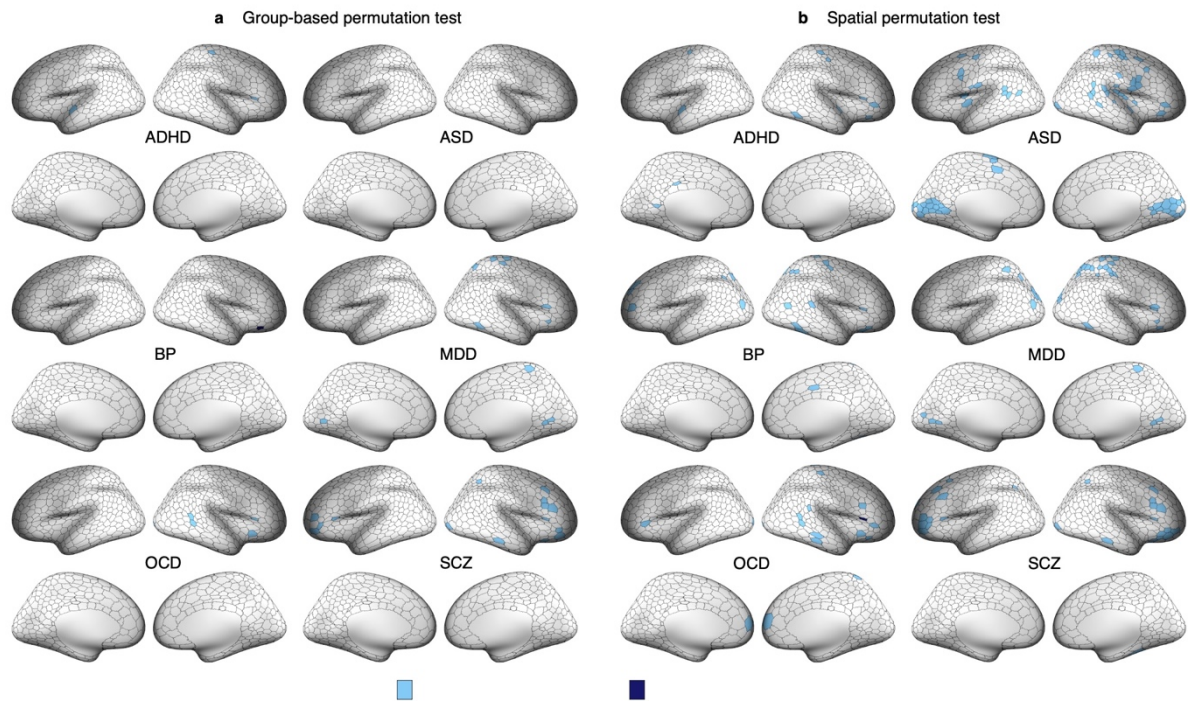 a Group-based permutation test
b Spatial permutation test
ADHD ASD ADHD ASD
BP MDD BP MDD
OCD SCZ OCD SCZ